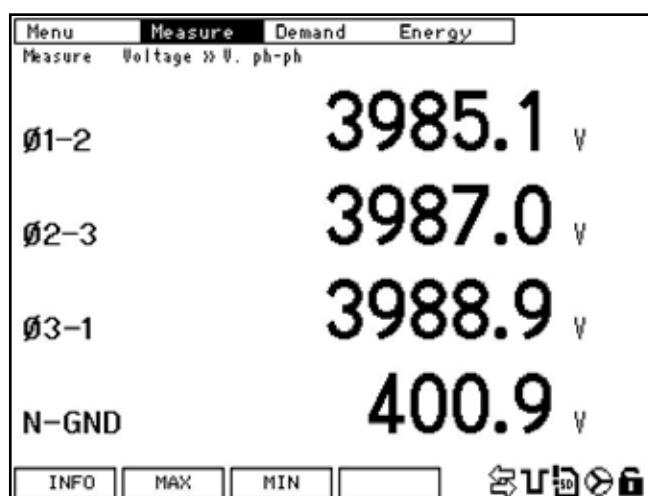 Menu Measure Demand Energy
Measure Voltage » V. ph-ph
Ø1-2 3985.1 V
Ø2-3 3987.0 V
Ø3-1 3988.9 V
N-GND 400.9 V
INFO MAX MIN SD